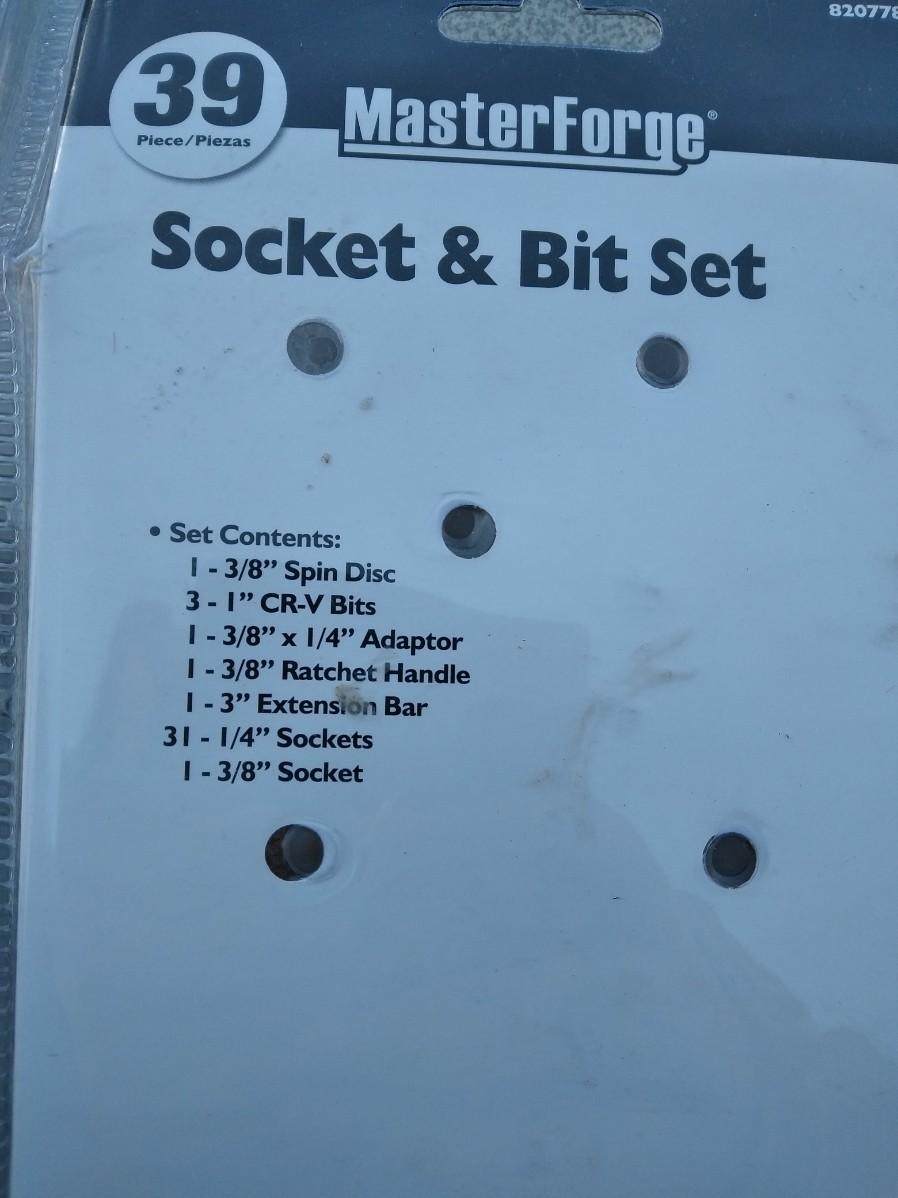 820778
39
Piece/Piezas
MasterForge®
Socket & Bit Set
• Set Contents:
1 - 3/8” Spin Disc
3 - 1” CR-V Bits
1 - 3/8” x 1/4” Adaptor
1 - 3/8” Ratchet Handle
1 - 3” Extension Bar
31 - 1/4” Sockets
1 - 3/8” Socket